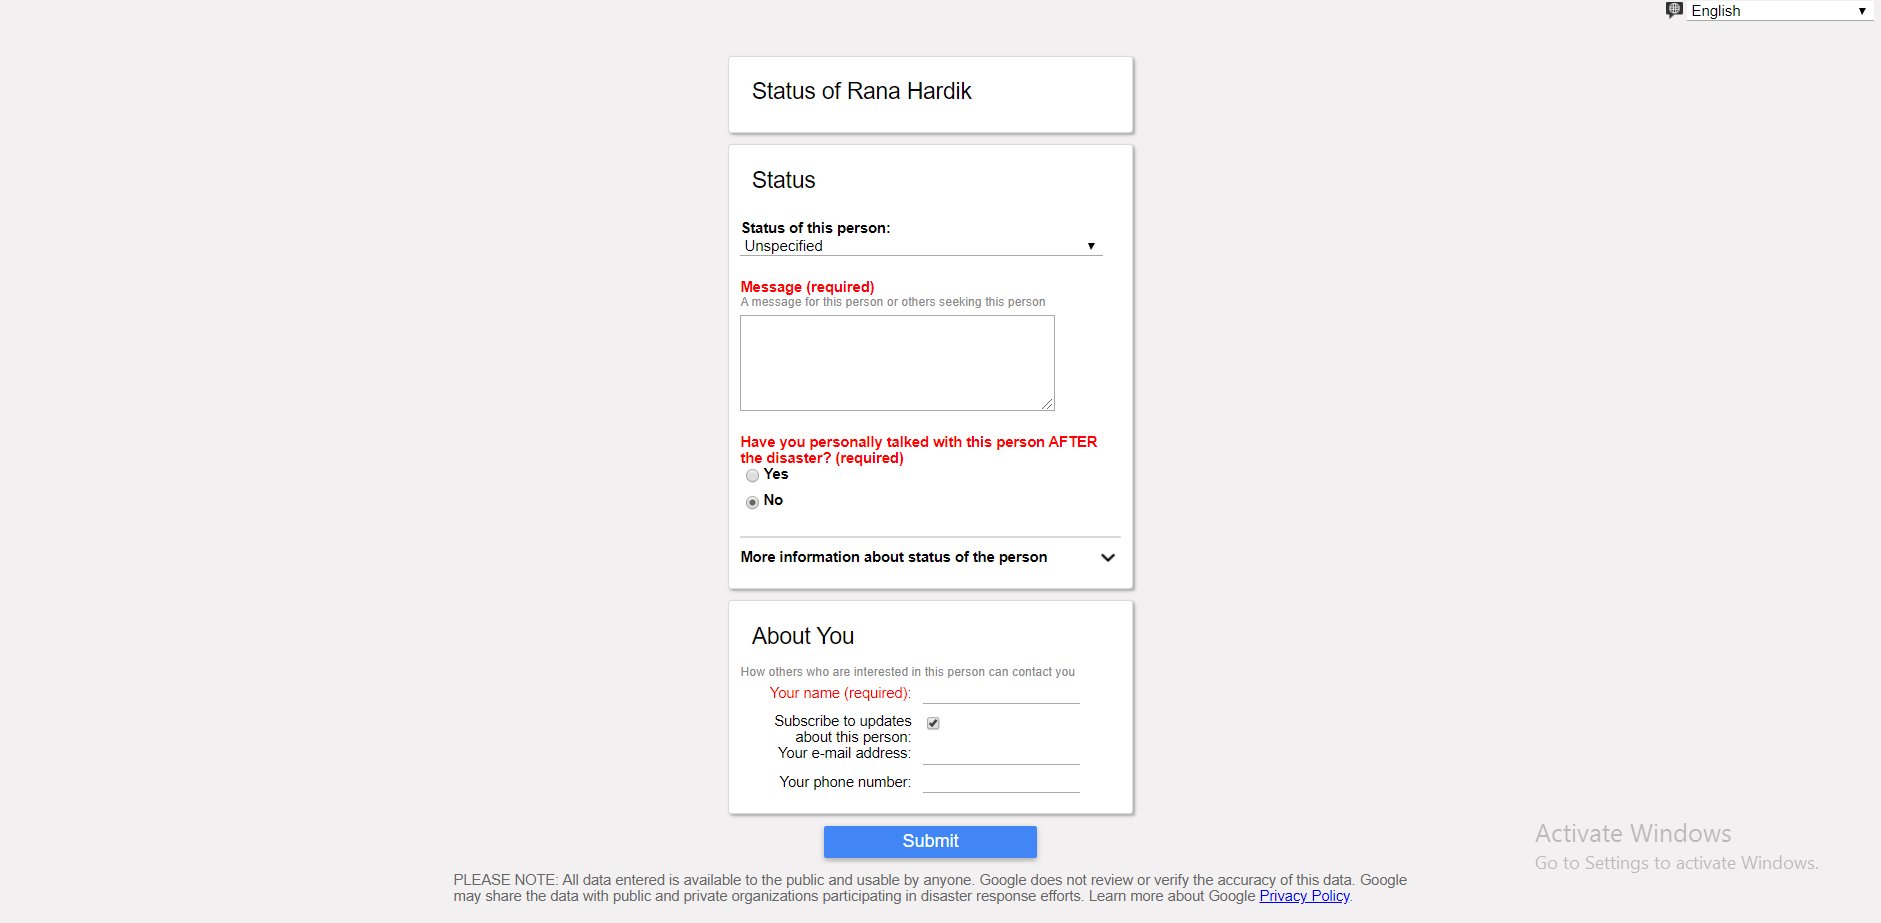 English
Status of Rana Hardik
Status
Status of this person:
Unspecified
Message (required)
A message for this person or others seeking this person
Have you personally talked with this person AFTER
the disaster? (required)
Yes
No
More information about status of the person
About You
How others who are interested in this person can contact you
Your name (required):
Subscribe to updates
about this person:
Your e-mail address:
Your phone number:
Submit
Activate Windows
Go to Settings to activate Windows.
PLEASE NOTE: All data entered is available to the public and usable by anyone. Google does not review or verify the accuracy of this data. Google
may share the data with public and private organizations participating in disaster response efforts. Learn more about Google Privacy Policy.